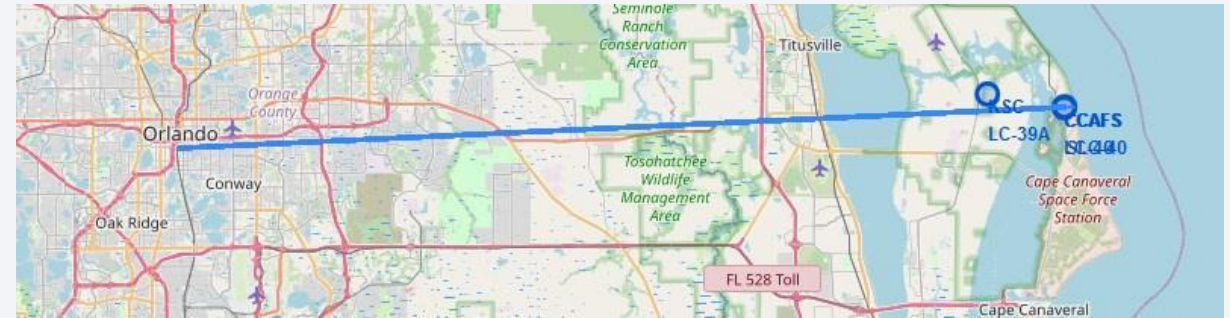 Seminole
Ranch
Conservation
Area
Titusville
Orange
County
Orlando
KSC
LC-39A
CCAFS
Conway
Tosohatchee
Wildlife
Management
Area
Cape Canaveral
Space Force
Station
Oak Ridge
FL 528 Toll
Cape Canaveral